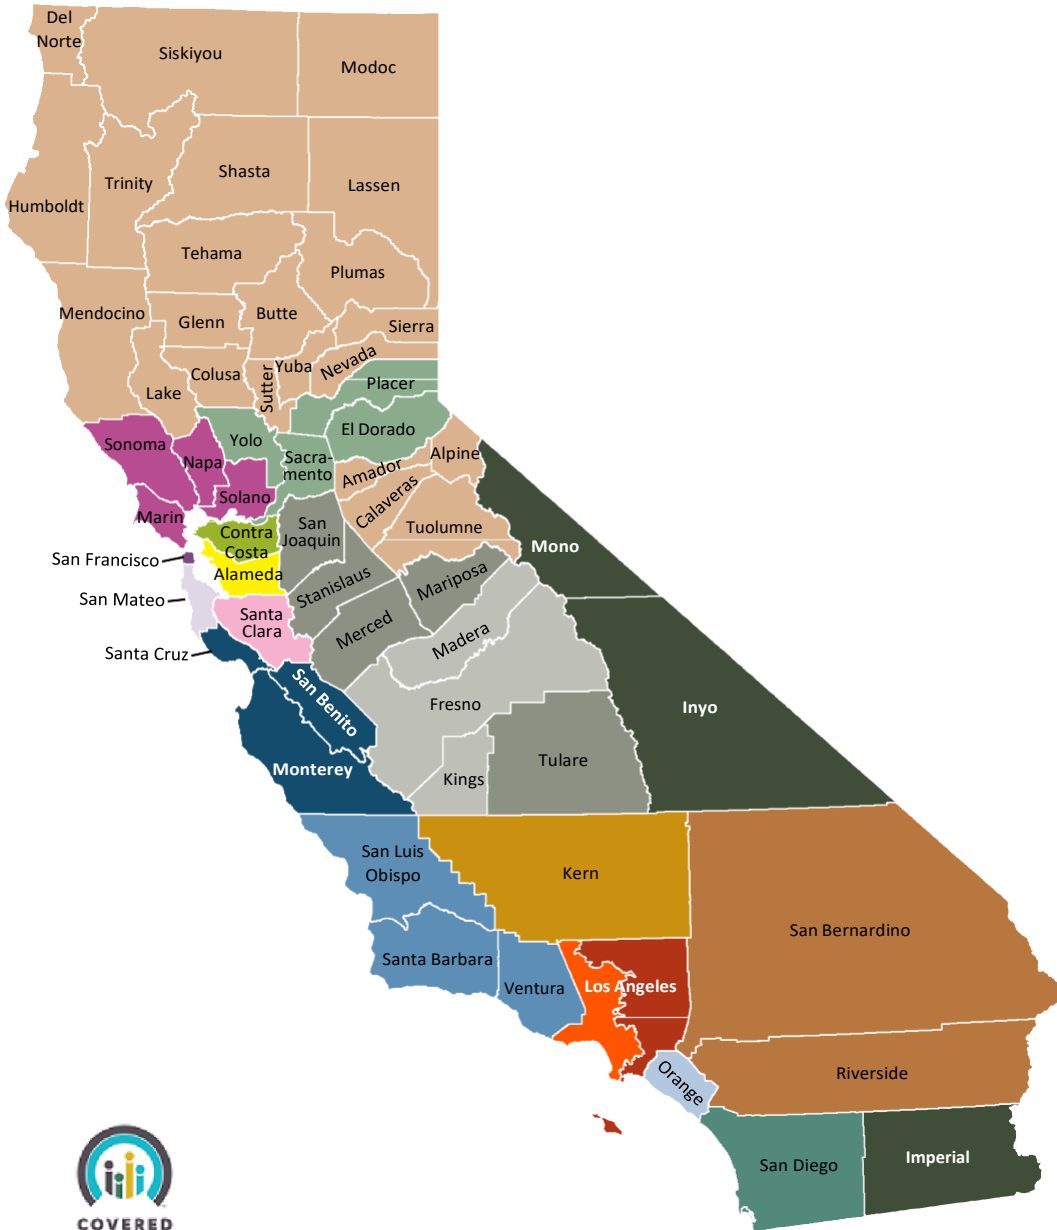 Del
Norte
Siskiyou
Modoc
Shasta
Lassen
Trinity
Humboldt
Tehama
Plumas
Mendocino
Glenn
Butte
Sierra
Nevada
Yuba
Sutter
Colusa
Lake
Placer
El Dorado
Yolo
Sacra-
mento
Sonoma
Napa
Solano
Marin
Amador
Alpine
Calaveras
Tuolumne
Contra
Costa
San
Joaquin
Mono
San Francisco
Alameda
Stanislaus
Mariposa
San Mateo
Santa
Clara
Merced
Madera
Santa Cruz
San Benito
Fresno
Inyo
Monterey
Kings
Tulare
San Luis
Obispo
Kern
San Bernardino
Santa Barbara
Ventura
Los Angeles
Orange
Riverside
San Diego
Imperial
COVERED